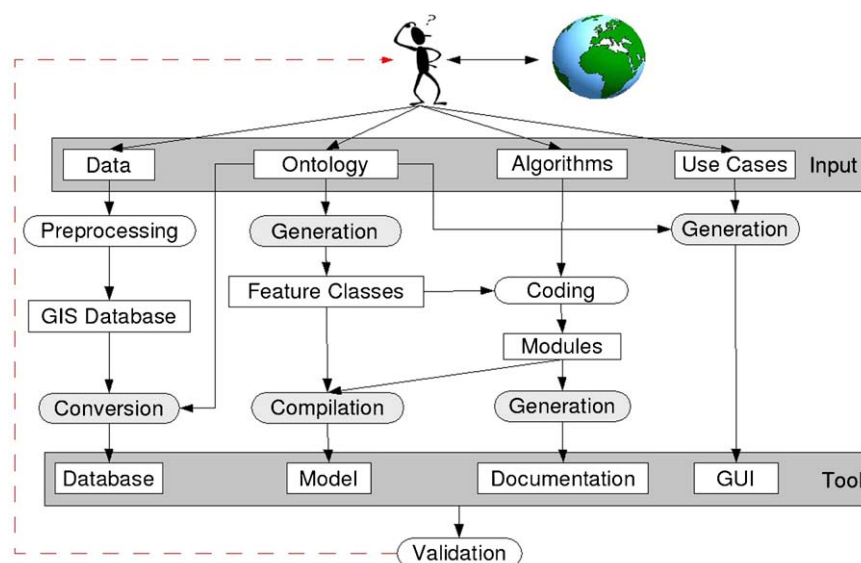 ?
Data
Ontology
Algorithms
Use Cases
Input
Preprocessing
Generation
Generation
Feature Classes
Coding
GIS Database
Modules
Conversion
Compilation
Generation
Database
Model
Documentation
GUI
Tool
Validation